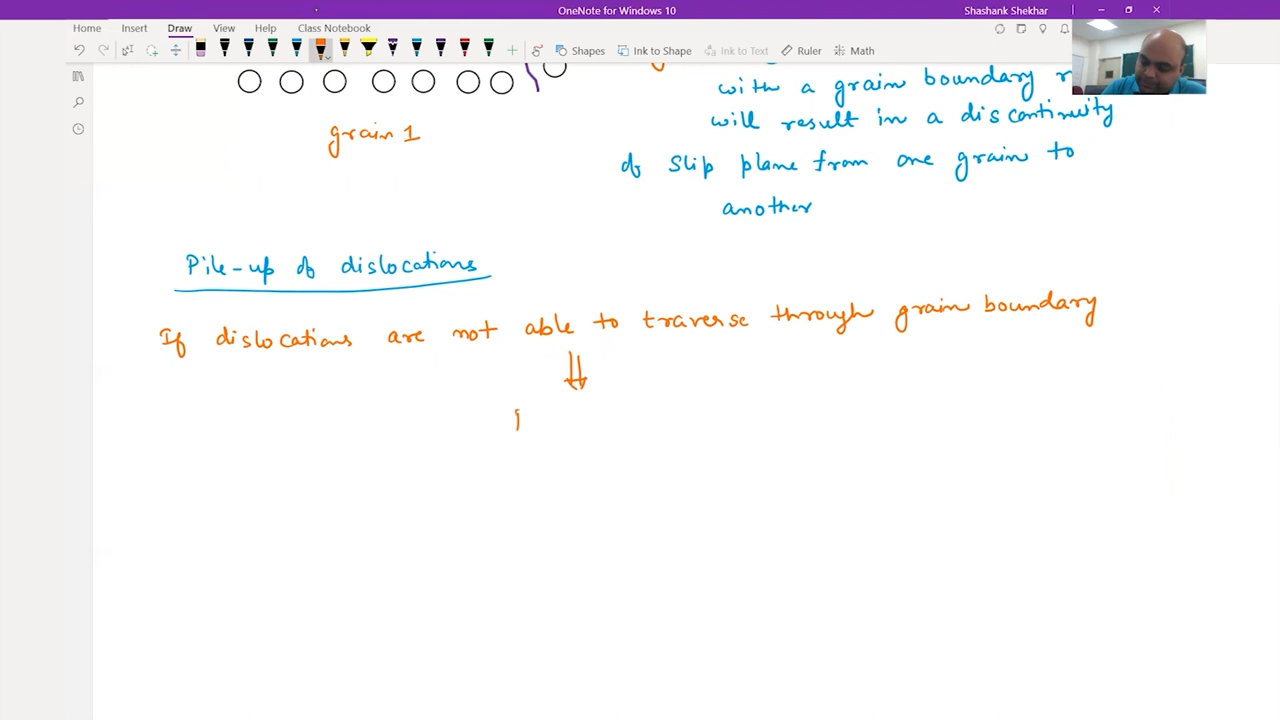 OneNote for Windows 10
Shashank Shekhar
Home Insert Draw View Help Class Notebook
Shapes Ink to Shape Ink to Text Ruler Math
with a grain boundary
will result in a discontinuity
of slip plane from one grain to
another
grain 1
Pile-up of dislocations
If dislocations are not able to traverse through grain boundary